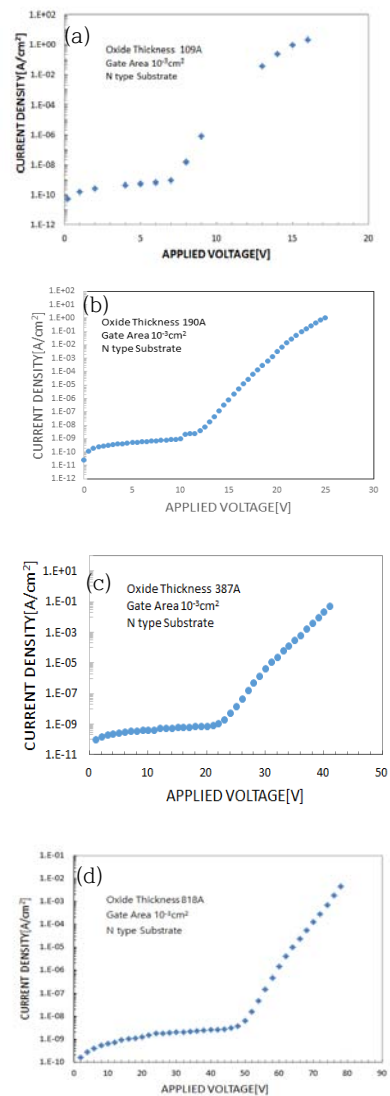 (a)
Oxide Thickness 109A
Gate Area 10⁻³cm²
N type Substrate
CURRENT DENSITY[A/cm²]
1.E+02
1.E+00
1.E-02
1.E-04
1.E-06
1.E-08
1.E-10
1.E-12
0 5 10 15 20
APPLIED VOLTAGE[V]
(b)
Oxide Thickness 190A
Gate Area 10⁻³cm²
N type Substrate
CURRENT DENSITY[A/cm²]
1.E+02
1.E+01
1.E+00
1.E-01
1.E-02
1.E-03
1.E-04
1.E-05
1.E-06
1.E-07
1.E-08
1.E-09
1.E-10
1.E-11
1.E-12
0 5 10 15 20 25 30
APPLIED VOLTAGE[V]
(c)
Oxide Thickness 387A
Gate Area 10⁻³cm²
N type Substrate
CURRENT DENSITY[A/cm²]
1.E+01
1.E-01
1.E-03
1.E-05
1.E-07
1.E-09
1.E-11
0 10 20 30 40 50
APPLIED VOLTAGE[V]
(d)
Oxide Thickness 818A
Gate Area 10⁻³cm²
N type Substrate
CURRENT DENSITY[A/cm²]
1.E-01
1.E-02
1.E-03
1.E-04
1.E-05
1.E-06
1.E-07
1.E-08
1.E-09
1.E-10
0 10 20 30 40 50 60 70 80 90
APPLIED VOLTAGE[V]